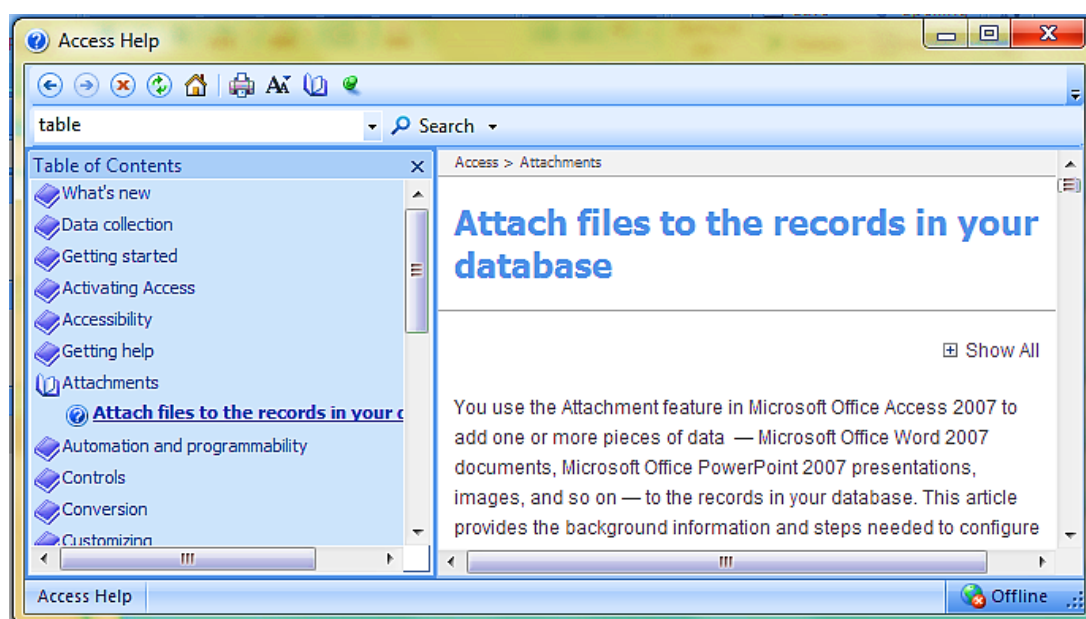 Access Help
table
Search
Table of Contents
What's new
Data collection
Getting started
Activating Access
Accessibility
Getting help
Attachments
Attach files to the records in your
Automation and programmability
Controls
Conversion
Customizing
Access > Attachments
Attach files to the records in your
database
Show All
You use the Attachment feature in Microsoft Office Access 2007 to
add one or more pieces of data — Microsoft Office Word 2007
documents, Microsoft Office PowerPoint 2007 presentations,
images, and so on — to the records in your database. This article
provides the background information and steps needed to configure
Access Help
Offline